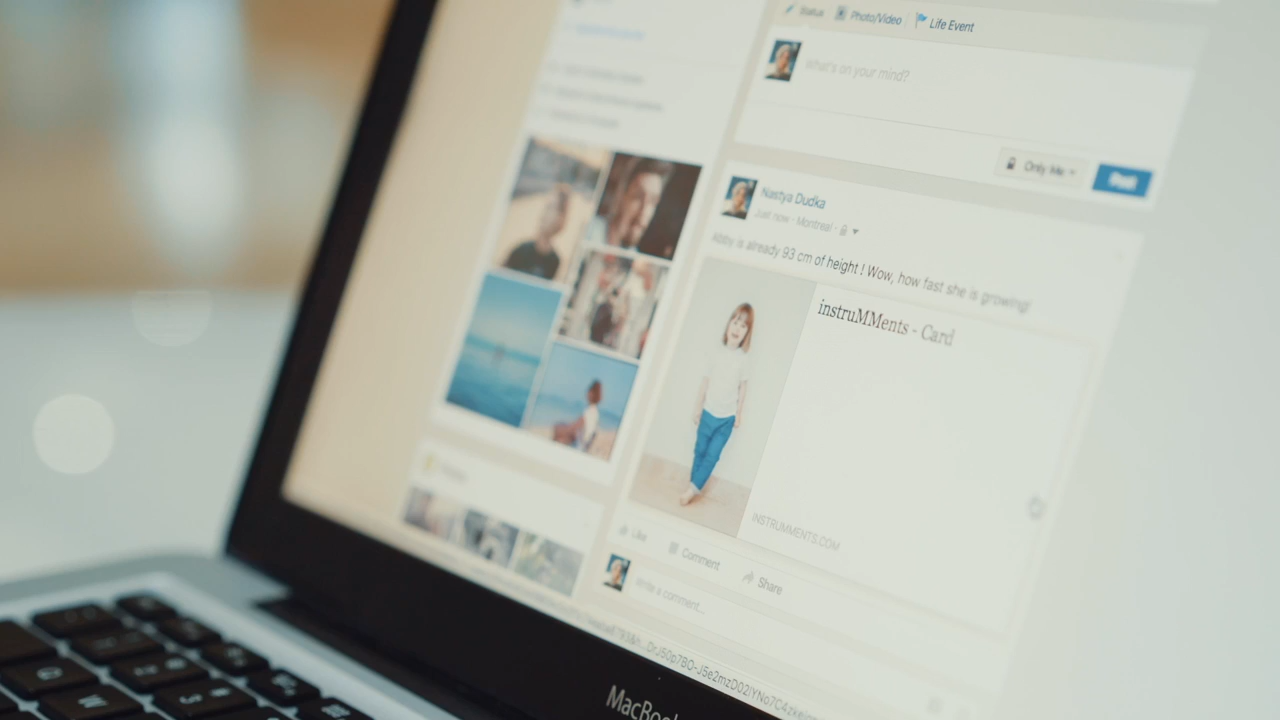 Status Photo/Video Life Event
What's on your mind?
Only Me
Post
Nastya Dudka
Just now · Montreal ·
Abby is already 93 cm of height ! Wow, how fast she is growing!
instruMMents - Card
INSTRUMMENTS.COM
Like Comment Share
Write a comment...
MacBook